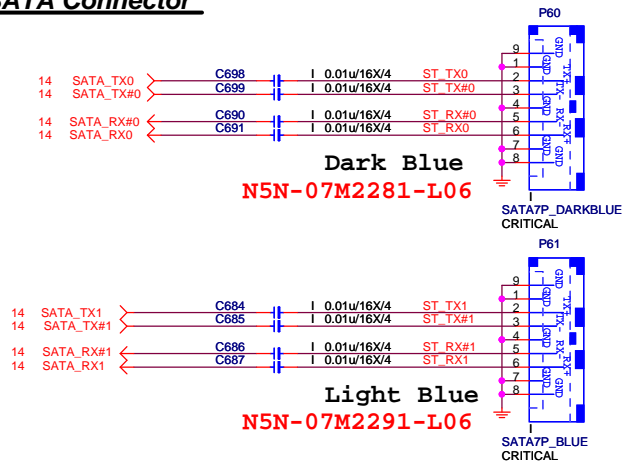 SATA Connector
P60
9 GND
1 GND
14 SATA_TX0 C698 I 0.01u/16X/4 ST_TX0 2 TX+
14 SATA_TX#0 C699 I 0.01u/16X/4 ST_TX#0 3 TX-
4 GND
14 SATA_RX#0 C690 I 0.01u/16X/4 ST_RX#0 5 RX-
14 SATA_RX0 C691 I 0.01u/16X/4 ST_RX0 6 RX+
7 GND
8 GND
Dark Blue
N5N-07M2281-L06
I
SATA7P_DARKBLUE
CRITICAL
P61
9 GND
1 GND
14 SATA_TX1 C684 I 0.01u/16X/4 ST_TX1 2 TX+
14 SATA_TX#1 C685 I 0.01u/16X/4 ST_TX#1 3 TX-
4 GND
14 SATA_RX#1 C686 I 0.01u/16X/4 ST_RX#1 5 RX-
14 SATA_RX1 C687 I 0.01u/16X/4 ST_RX1 6 RX+
7 GND
8 GND
Light Blue
N5N-07M2291-L06
I
SATA7P_BLUE
CRITICAL